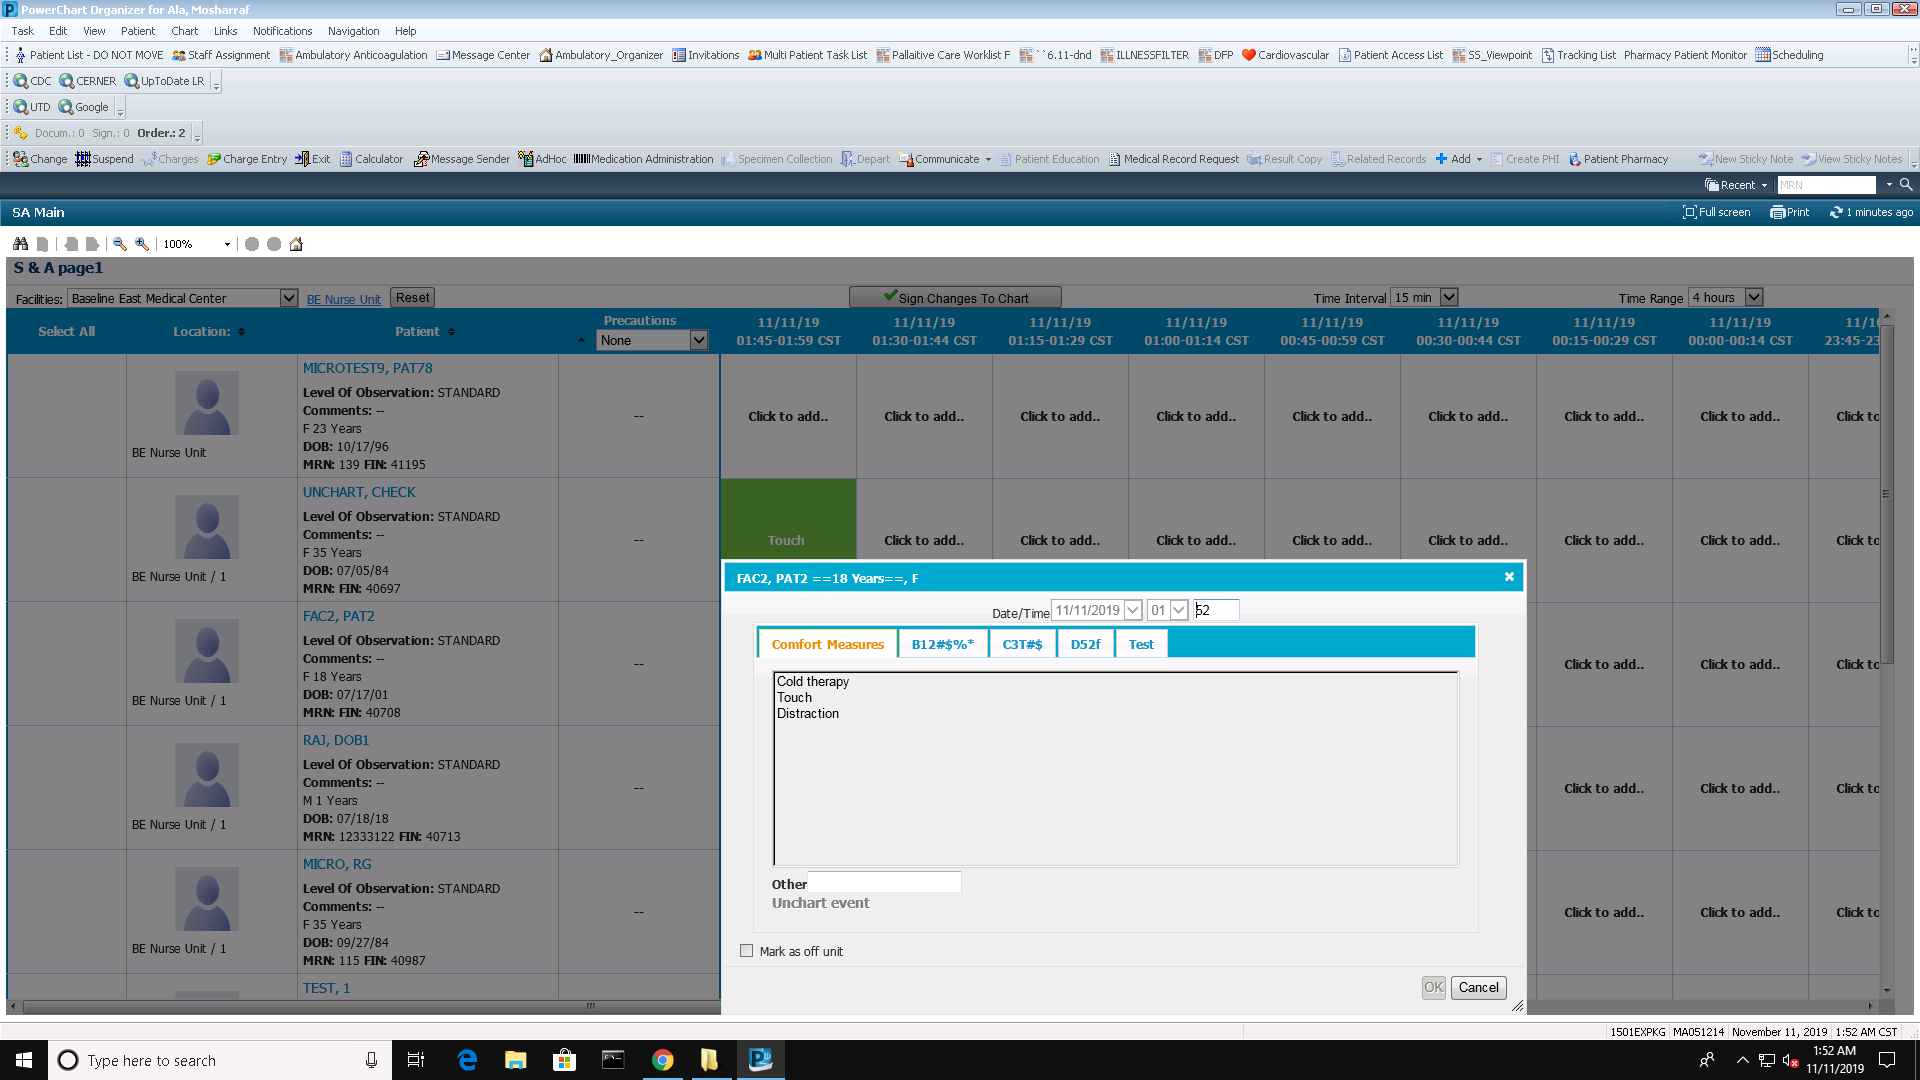 PowerChart Organizer for Ala, Mosharraf
Task Edit View Patient Chart Links Notifications Navigation Help
Patient List - DO NOT MOVE Staff Assignment Ambulatory Anticoagulation Message Center Ambulatory_Organizer Invitations Multi Patient Task List Pallaitive Care Worklist F ``6.11-dnd ILLNESSFILTER DFP Cardiovascular Patient Access List SS_Viewpoint Tracking List Pharmacy Patient Monitor Scheduling
CDC CERNER UpToDate LR
UTD Google
Docum.: 0 Sign.: 0 Order.: 2
Change Suspend Charges Charge Entry Exit Calculator Message Sender AdHoc Medication Administration Specimen Collection Depart Communicate Patient Education Medical Record Request Result Copy Related Records Add Create PHI Patient Pharmacy New Sticky Note View Sticky Notes
Recent MRN
SA Main Full screen Print 1 minutes ago
100%
S & A page1
Facilities: Baseline East Medical Center BE Nurse Unit Reset Sign Changes To Chart Time Interval 15 min Time Range 4 hours
Select All Location: Patient Precautions None
11/11/19 11/11/19 11/11/19 11/11/19 11/11/19 11/11/19 11/11/19 11/11/19 11/1
01:45-01:59 CST 01:30-01:44 CST 01:15-01:29 CST 01:00-01:14 CST 00:45-00:59 CST 00:30-00:44 CST 00:15-00:29 CST 00:00-00:14 CST 23:45-23
MICROTEST9, PAT78
Level Of Observation: STANDARD
Comments: --
F 23 Years
DOB: 10/17/96
MRN: 139 FIN: 41195
BE Nurse Unit
--
Click to add.. Click to add.. Click to add.. Click to add.. Click to add.. Click to add.. Click to add.. Click to add.. Click to
UNCHART, CHECK
Level Of Observation: STANDARD
Comments: --
F 35 Years
DOB: 07/05/84
MRN: FIN: 40697
BE Nurse Unit / 1
--
Touch Click to add.. Click to add.. Click to add.. Click to add.. Click to add.. Click to add.. Click to add.. Click to
FAC2, PAT2
Level Of Observation: STANDARD
Comments: --
F 18 Years
DOB: 07/17/01
MRN: FIN: 40708
BE Nurse Unit / 1
--
Click to add.. Click to add.. Click to
RAJ, DOB1
Level Of Observation: STANDARD
Comments: --
M 1 Years
DOB: 07/18/18
MRN: 12333122 FIN: 40713
BE Nurse Unit / 1
--
Click to add.. Click to add.. Click to
MICRO, RG
Level Of Observation: STANDARD
Comments: --
F 35 Years
DOB: 09/27/84
MRN: 115 FIN: 40987
BE Nurse Unit / 1
--
Click to add.. Click to add.. Click to
TEST, 1
FAC2, PAT2 ==18 Years==, F
Date/Time 11/11/2019 01 52
Comfort Measures B12#$%* C3T#$ D52f Test
Cold therapy
Touch
Distraction
Other
Unchart event
Mark as off unit
OK Cancel
1501EXPKG MA051214 November 11, 2019 1:52 AM CST
Type here to search
1:52 AM
11/11/2019